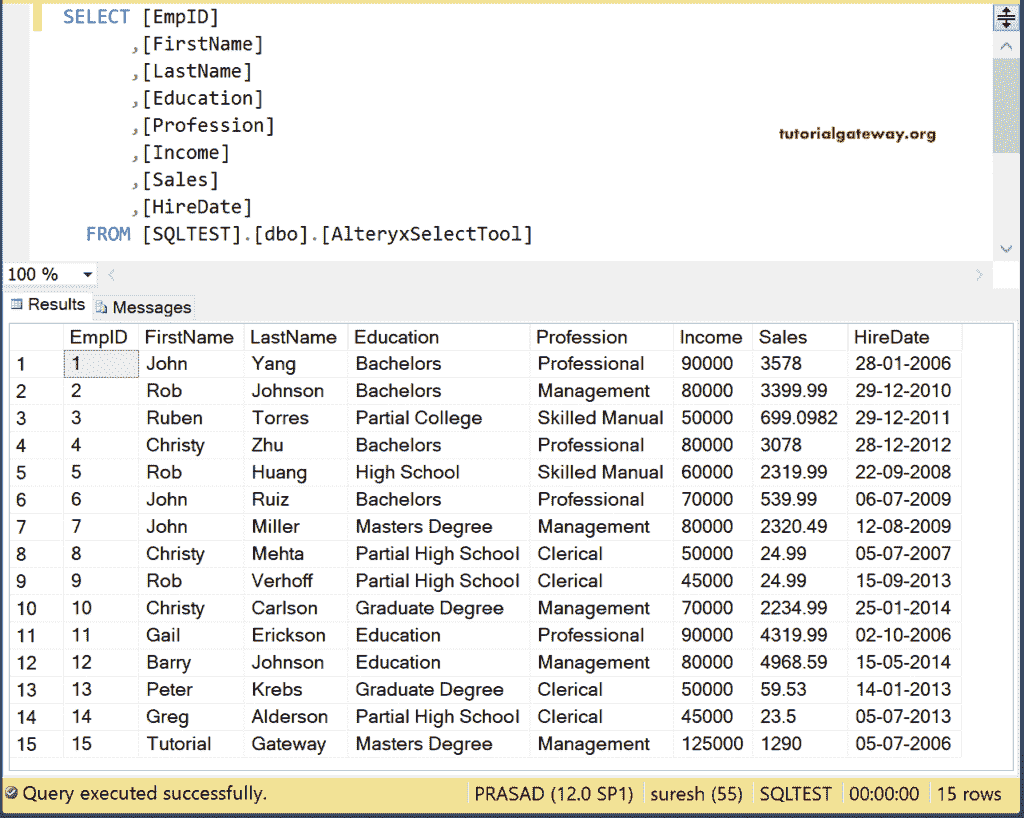 SELECT [EmpID]
,[FirstName]
,[LastName]
,[Education]
,[Profession]
,[Income]
,[Sales]
,[HireDate]
FROM [SQLTEST].[dbo].[AlteryxSelectTool]
tutorialgateway.org
100 %
Results Messages
EmpID FirstName LastName Education Profession Income Sales HireDate
1 1 John Yang Bachelors Professional 90000 3578 28-01-2006
2 2 Rob Johnson Bachelors Management 80000 3399.99 29-12-2010
3 3 Ruben Torres Partial College Skilled Manual 50000 699.0982 29-12-2011
4 4 Christy Zhu Bachelors Professional 80000 3078 28-12-2012
5 5 Rob Huang High School Skilled Manual 60000 2319.99 22-09-2008
6 6 John Ruiz Bachelors Professional 70000 539.99 06-07-2009
7 7 John Miller Masters Degree Management 80000 2320.49 12-08-2009
8 8 Christy Mehta Partial High School Clerical 50000 24.99 05-07-2007
9 9 Rob Verhoff Partial High School Clerical 45000 24.99 15-09-2013
10 10 Christy Carlson Graduate Degree Management 70000 2234.99 25-01-2014
11 11 Gail Erickson Education Professional 90000 4319.99 02-10-2006
12 12 Barry Johnson Education Management 80000 4968.59 15-05-2014
13 13 Peter Krebs Graduate Degree Clerical 50000 59.53 14-01-2013
14 14 Greg Alderson Partial High School Clerical 45000 23.5 05-07-2013
15 15 Tutorial Gateway Masters Degree Management 125000 1290 05-07-2006
Query executed successfully. PRASAD (12.0 SP1) suresh (55) SQLTEST 00:00:00 15 rows